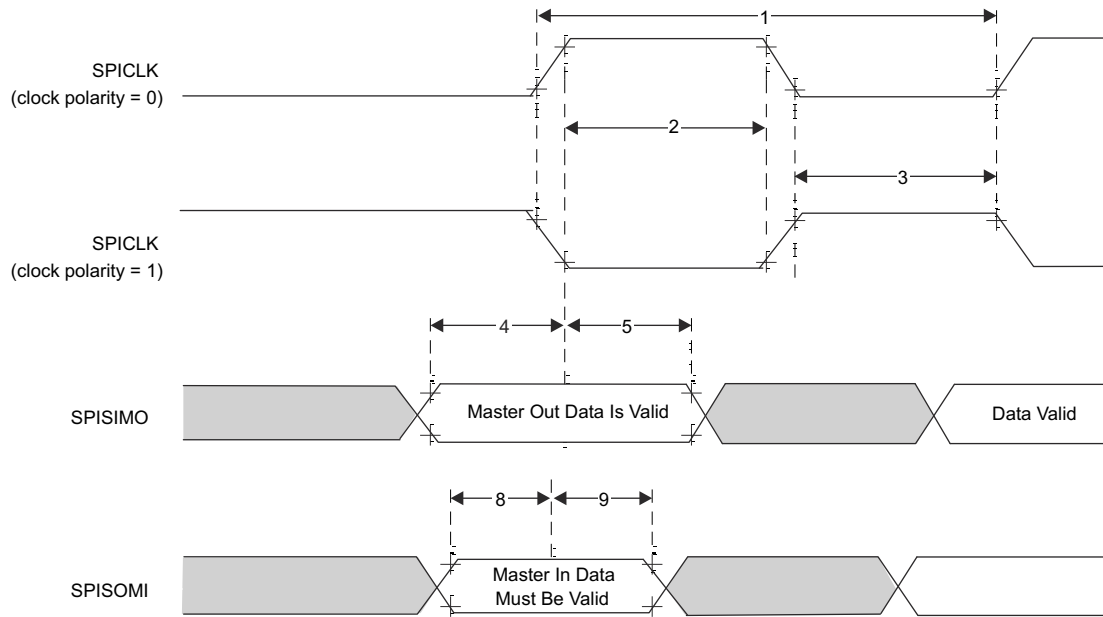 1
SPICLK
(clock polarity = 0)
2
3
SPICLK
(clock polarity = 1)
4
5
SPISIMO
Master Out Data Is Valid
Data Valid
8
9
SPISOMI
Master In Data
Must Be Valid